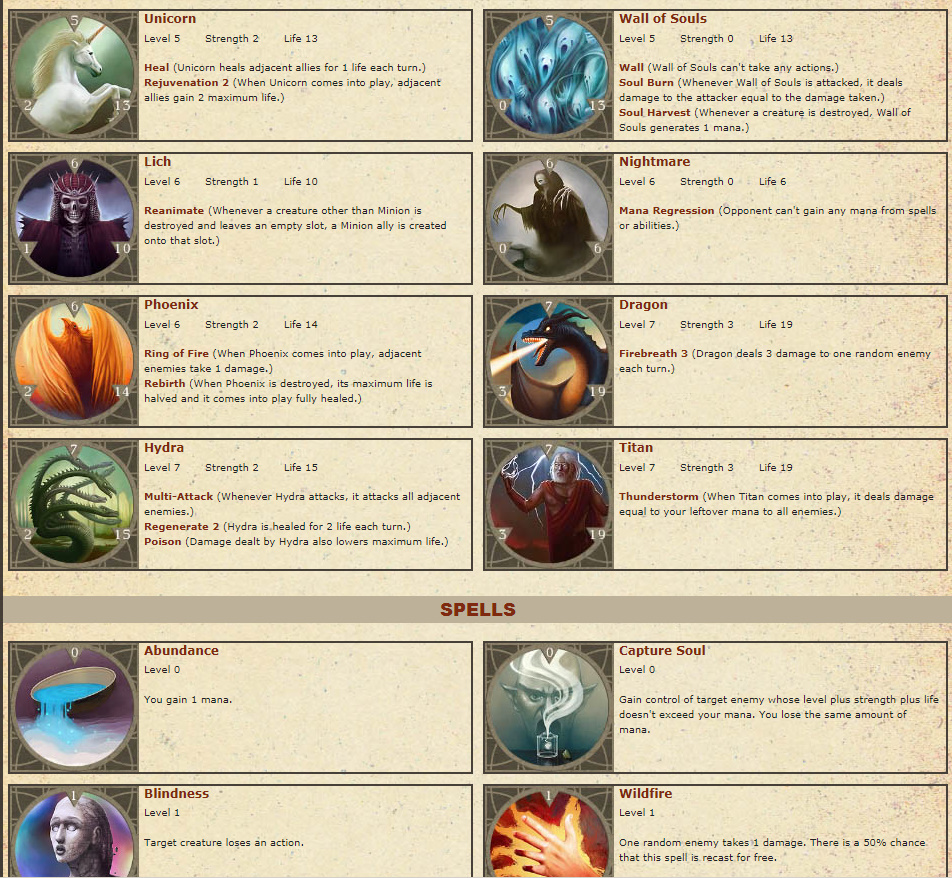 5
2
13
Unicorn
Level 5 Strength 2 Life 13
Heal (Unicorn heals adjacent allies for 1 life each turn.)
Rejuvenation 2 (When Unicorn comes into play, adjacent
allies gain 2 maximum life.)
5
0
13
Wall of Souls
Level 5 Strength 0 Life 13
Wall (Wall of Souls can't take any actions.)
Soul Burn (Whenever Wall of Souls is attacked, it deals
damage to the attacker equal to the damage taken.)
Soul Harvest (Whenever a creature is destroyed, Wall of
Souls generates 1 mana.)
6
1
10
Lich
Level 6 Strength 1 Life 10
Reanimate (Whenever a creature other than Minion is
destroyed and leaves an empty slot, a Minion ally is created
onto that slot.)
6
0
6
Nightmare
Level 6 Strength 0 Life 6
Mana Regression (Opponent can't gain any mana from spells
or abilities.)
6
2
14
Phoenix
Level 6 Strength 2 Life 14
Ring of Fire (When Phoenix comes into play, adjacent
enemies take 1 damage.)
Rebirth (When Phoenix is destroyed, its maximum life is
halved and it comes into play fully healed.)
7
3
19
Dragon
Level 7 Strength 3 Life 19
Firebreath 3 (Dragon deals 3 damage to one random enemy
each turn.)
7
2
15
Hydra
Level 7 Strength 2 Life 15
Multi-Attack (Whenever Hydra attacks, it attacks all adjacent
enemies.)
Regenerate 2 (Hydra is healed for 2 life each turn.)
Poison (Damage dealt by Hydra also lowers maximum life.)
7
3
19
Titan
Level 7 Strength 3 Life 19
Thunderstorm (When Titan comes into play, it deals damage
equal to your leftover mana to all enemies.)
SPELLS
0
Abundance
Level 0
You gain 1 mana.
0
Capture Soul
Level 0
Gain control of target enemy whose level plus strength plus life
doesn't exceed your mana. You lose the same amount of
mana.
1
Blindness
Level 1
Target creature loses an action.
1
Wildfire
Level 1
One random enemy takes 1 damage. There is a 50% chance
that this spell is recast for free.